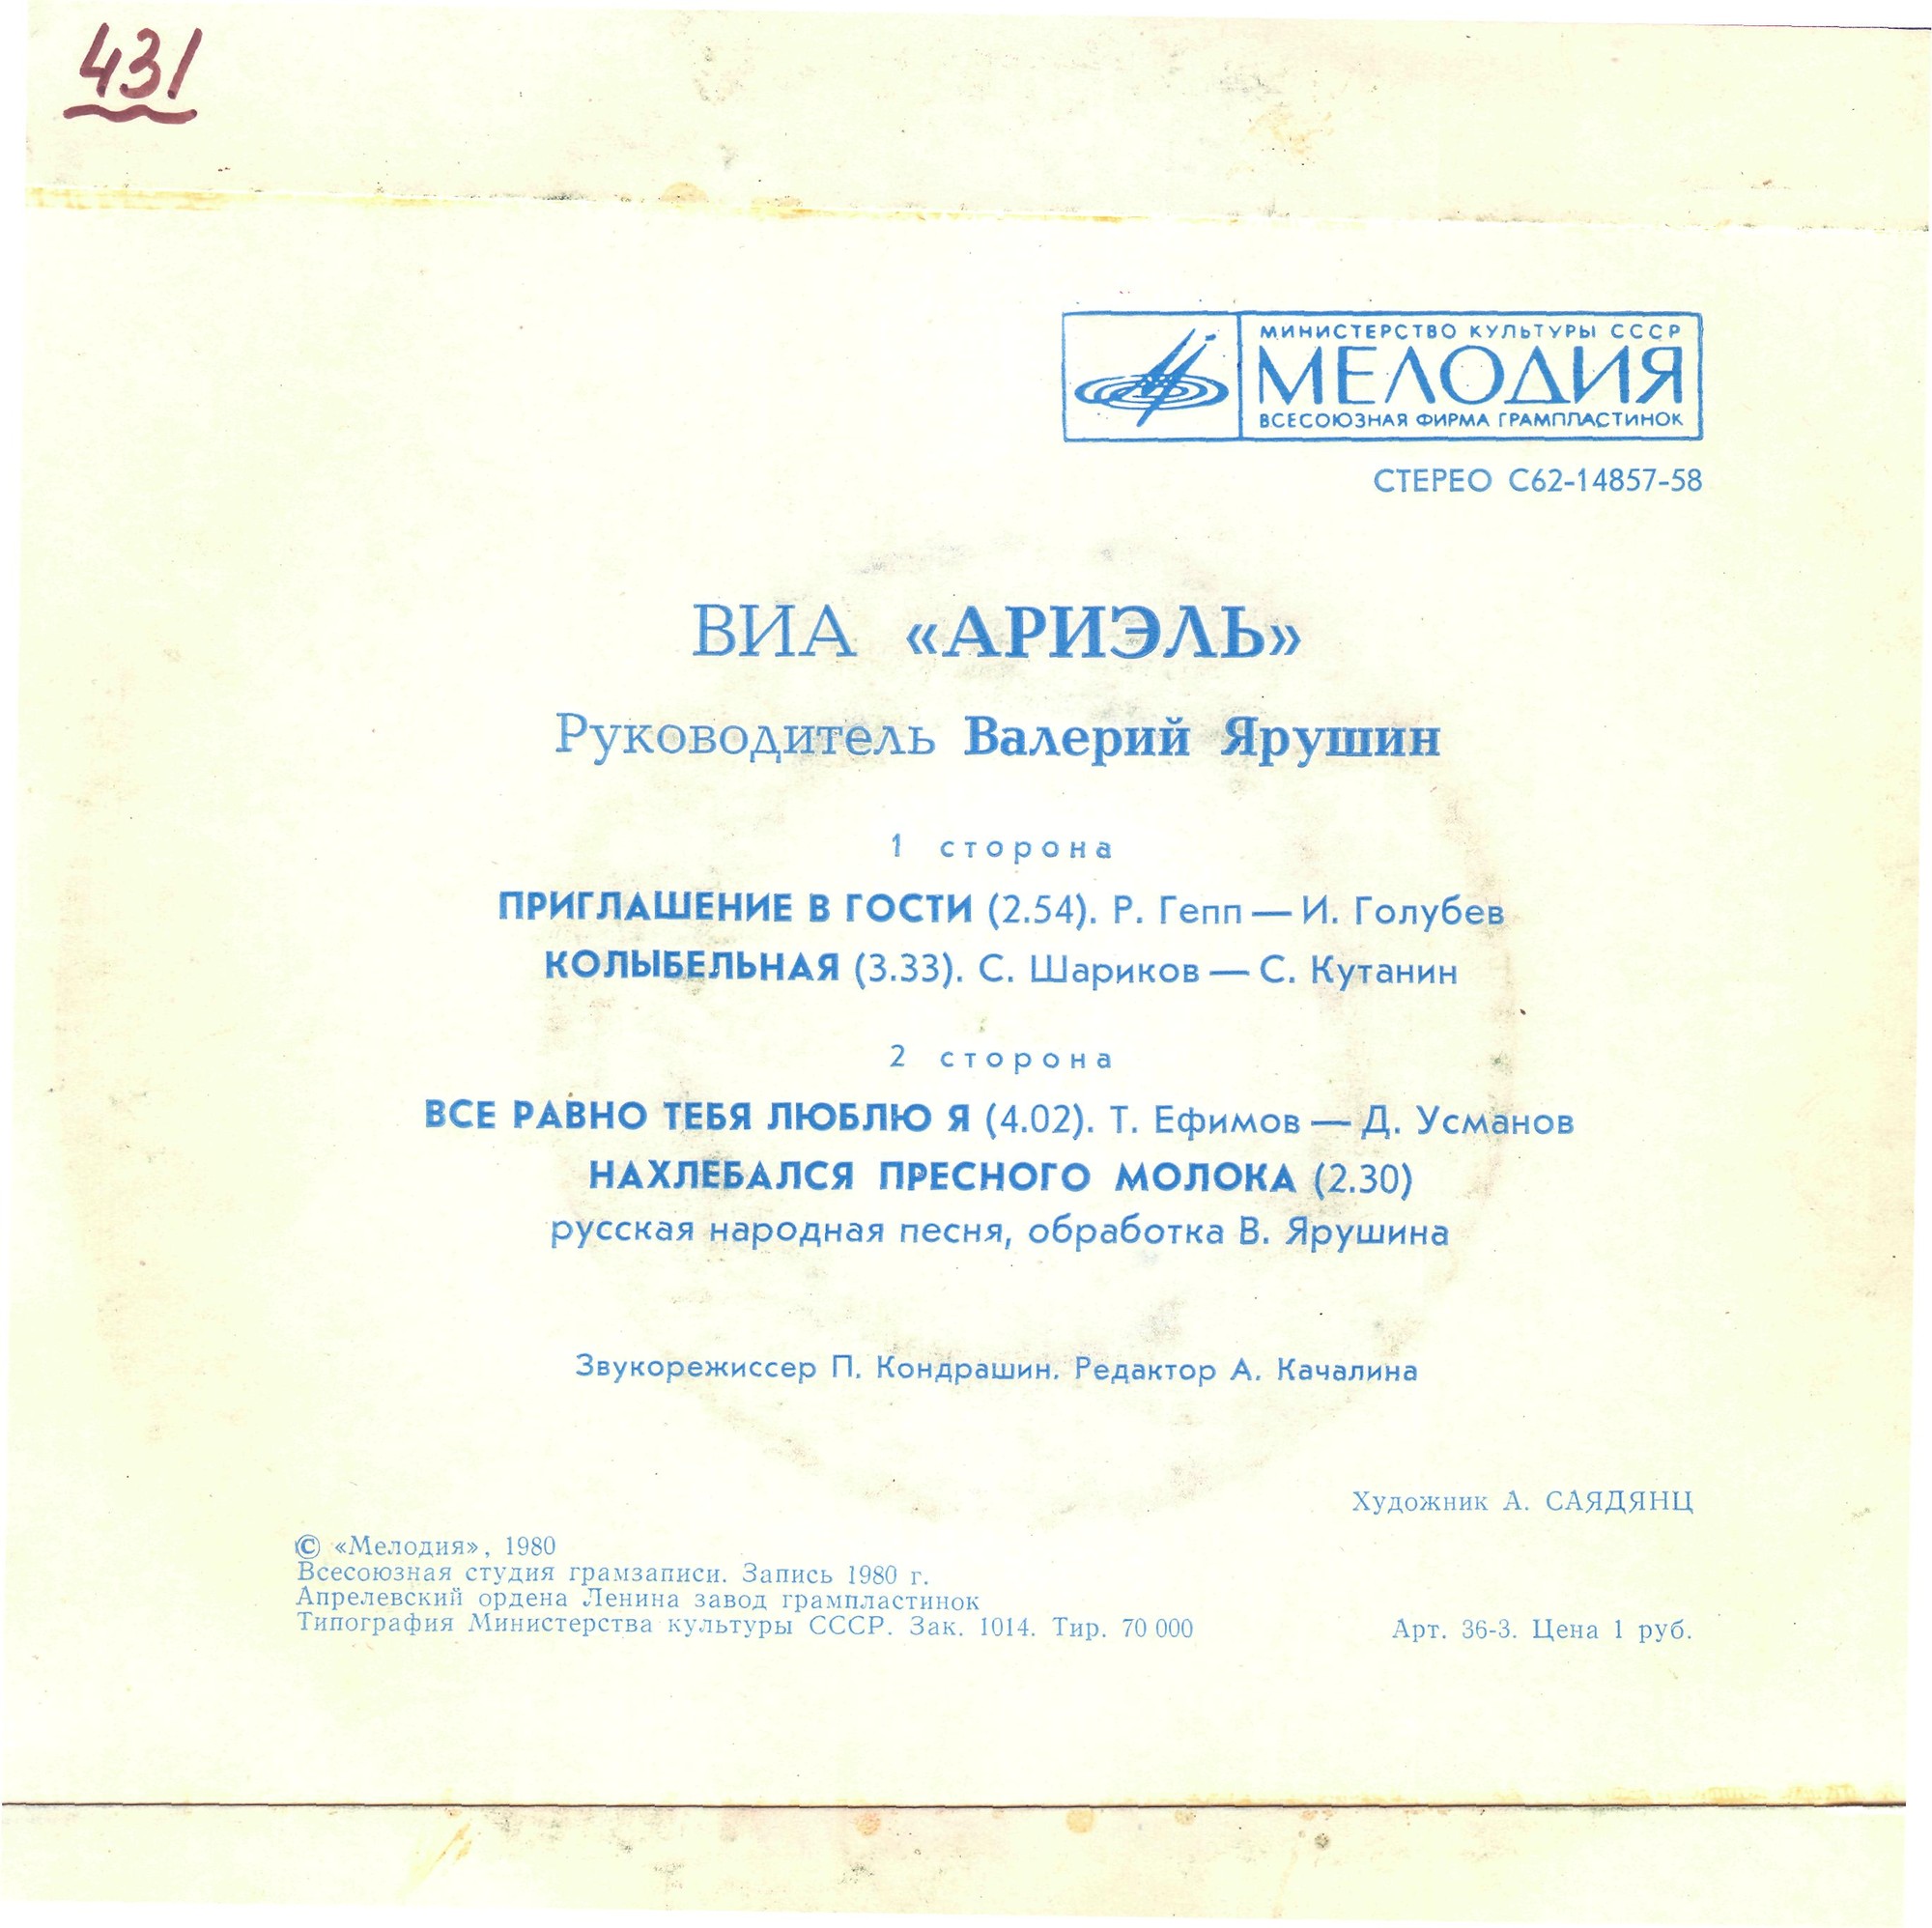 431
МИНИСТЕРСТВО КУЛЬТУРЫ СССР
МЕЛОДИЯ
ВСЕСОЮЗНАЯ ФИРМА ГРАМПЛАСТИНОК
СТЕРЕО С62-14857-58
ВИА «АРИЭЛЬ»
Руководитель Валерий Ярушин
1 сторона
ПРИГЛАШЕНИЕ В ГОСТИ (2.54). Р. Гепп — И. Голубев
КОЛЫБЕЛЬНАЯ (3.33). С. Шариков — С. Кутанин
2 сторона
ВСЕ РАВНО ТЕБЯ ЛЮБЛЮ Я (4.02). Т. Ефимов — Д. Усманов
НАХЛЕБАЛСЯ ПРЕСНОГО МОЛОКА (2.30)
русская народная песня, обработка В. Ярушина
Звукорежиссер П. Кондрашин. Редактор А. Качалина
Художник А. САЯДЯНЦ
© «Мелодия», 1980
Всесоюзная студия грамзаписи. Запись 1980 г.
Апрелевский ордена Ленина завод грампластинок
Типография Министерства культуры СССР. Зак. 1014. Тир. 70 000
Арт. 36-3. Цена 1 руб.